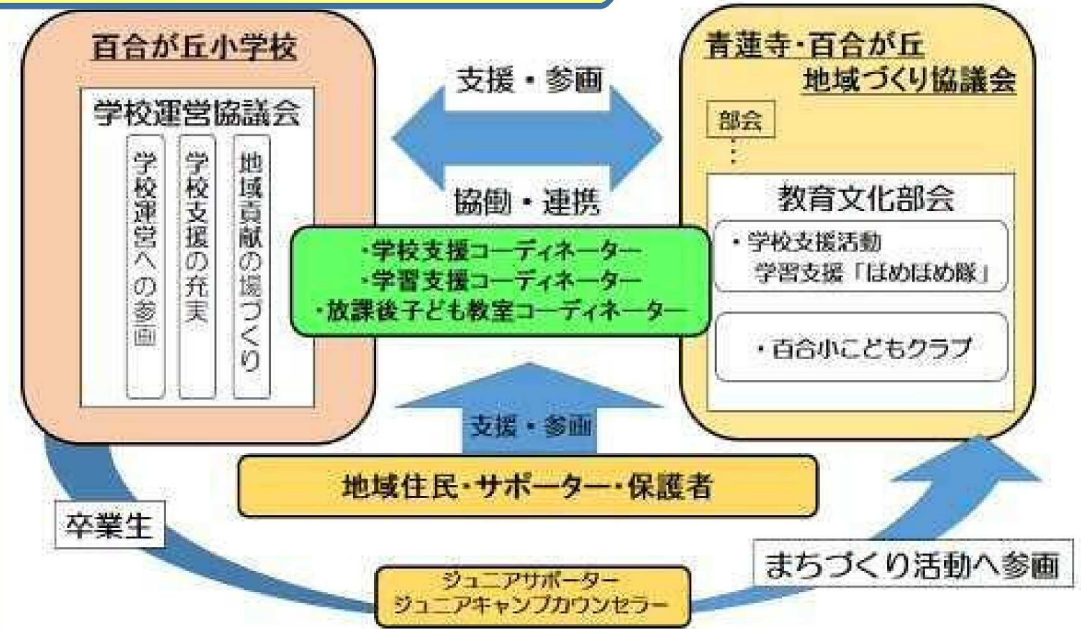 百合が丘小学校
学校運営協議会
学校運営への参画
学校支援の充実
地域貢献の場づくり
支援・参画
協働・連携
・学校支援コーディネーター
・学習支援コーディネーター
・放課後子ども教室コーディネーター
青蓮寺・百合が丘
地域づくり協議会
部会
⋮
教育文化部会
・学校支援活動
学習支援「ほめほめ隊」
・百合小こどもクラブ
支援・参画
地域住民・サポーター・保護者
卒業生
ジュニアサポーター
ジュニアキャンプカウンセラー
まちづくり活動へ参画